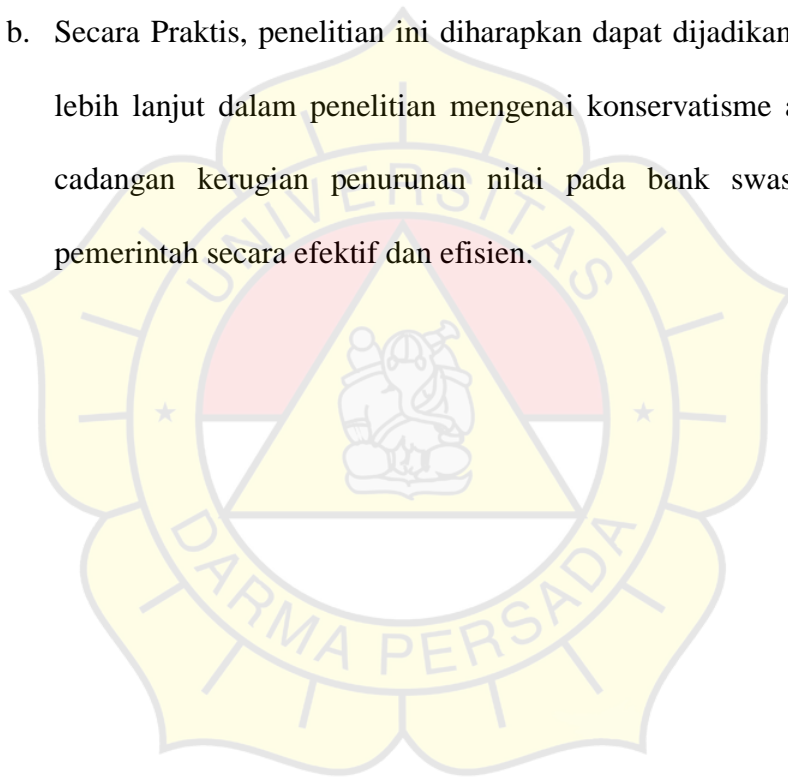 b. Secara Praktis, penelitian ini diharapkan dapat dijadikan
lebih lanjut dalam penelitian mengenai konservatisme a
cadangan kerugian penurunan nilai pada bank swas
pemerintah secara efektif dan efisien.
UNIVERSITAS
DARMA PERSADA